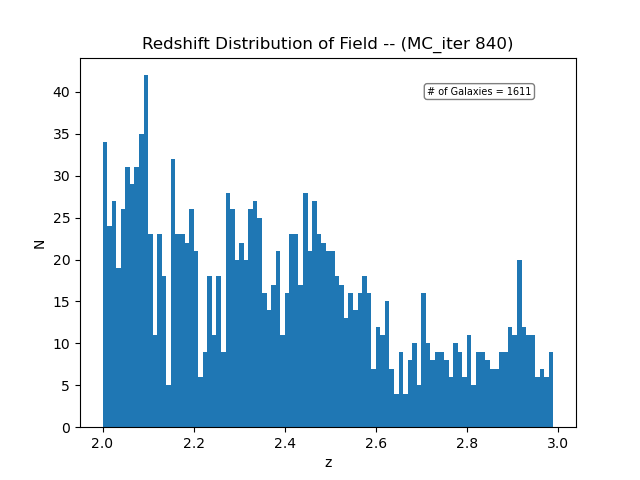 Redshift Distribution of Field -- (MC_iter 840)
# of Galaxies = 1611
40
35
30
25
20
15
10
5
0
N
2.0 2.2 2.4 2.6 2.8 3.0
z